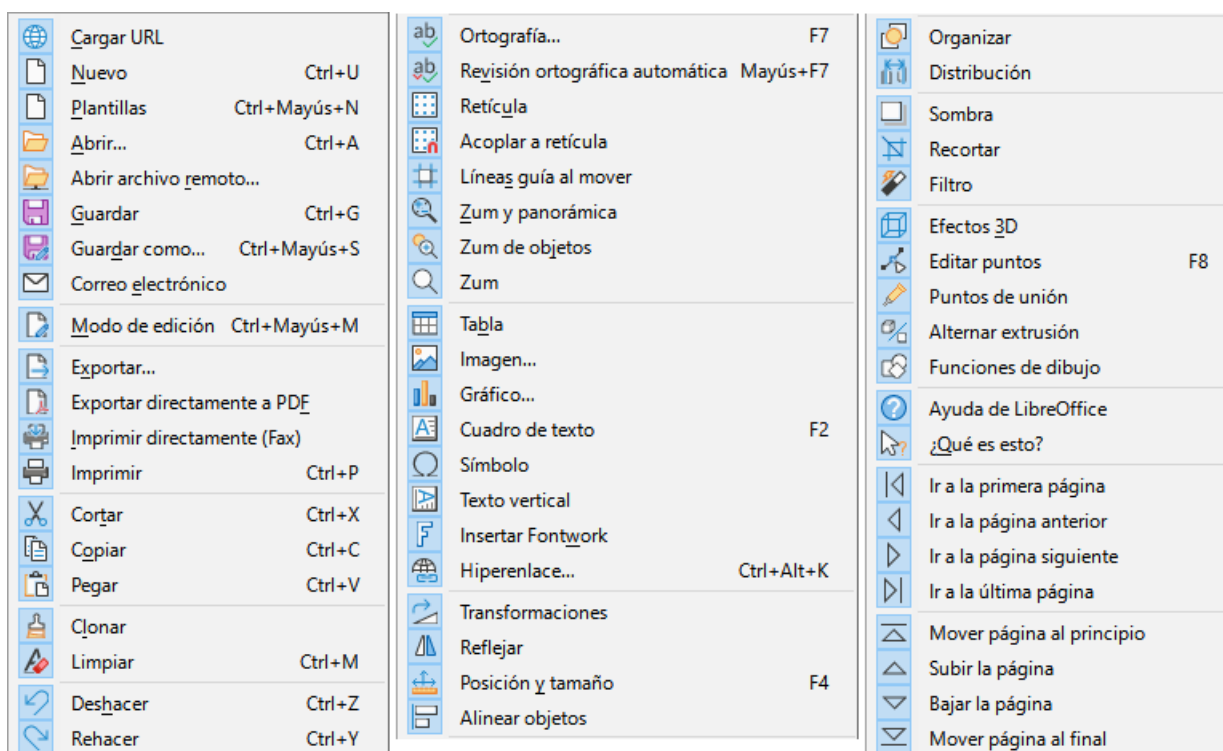 Cargar URL
Nuevo Ctrl+U
Plantillas Ctrl+Mayús+N
Abrir... Ctrl+A
Abrir archivo remoto...
Guardar Ctrl+G
Guardar como... Ctrl+Mayús+S
Correo electrónico
Modo de edición Ctrl+Mayús+M
Exportar...
Exportar directamente a PDF
Imprimir directamente (Fax)
Imprimir Ctrl+P
Cortar Ctrl+X
Copiar Ctrl+C
Pegar Ctrl+V
Clonar
Limpiar Ctrl+M
Deshacer Ctrl+Z
Rehacer Ctrl+Y
Ortografía... F7
Revisión ortográfica automática Mayús+F7
Retícula
Acoplar a retícula
Líneas guía al mover
Zum y panorámica
Zum de objetos
Zum
Tabla
Imagen...
Gráfico...
Cuadro de texto F2
Símbolo
Texto vertical
Insertar Fontwork
Hiperenlace... Ctrl+Alt+K
Transformaciones
Reflejar
Posición y tamaño F4
Alinear objetos
Organizar
Distribución
Sombra
Recortar
Filtro
Efectos 3D
Editar puntos F8
Puntos de unión
Alternar extrusión
Funciones de dibujo
Ayuda de LibreOffice
¿Qué es esto?
Ir a la primera página
Ir a la página anterior
Ir a la página siguiente
Ir a la última página
Mover página al principio
Subir la página
Bajar la página
Mover página al final